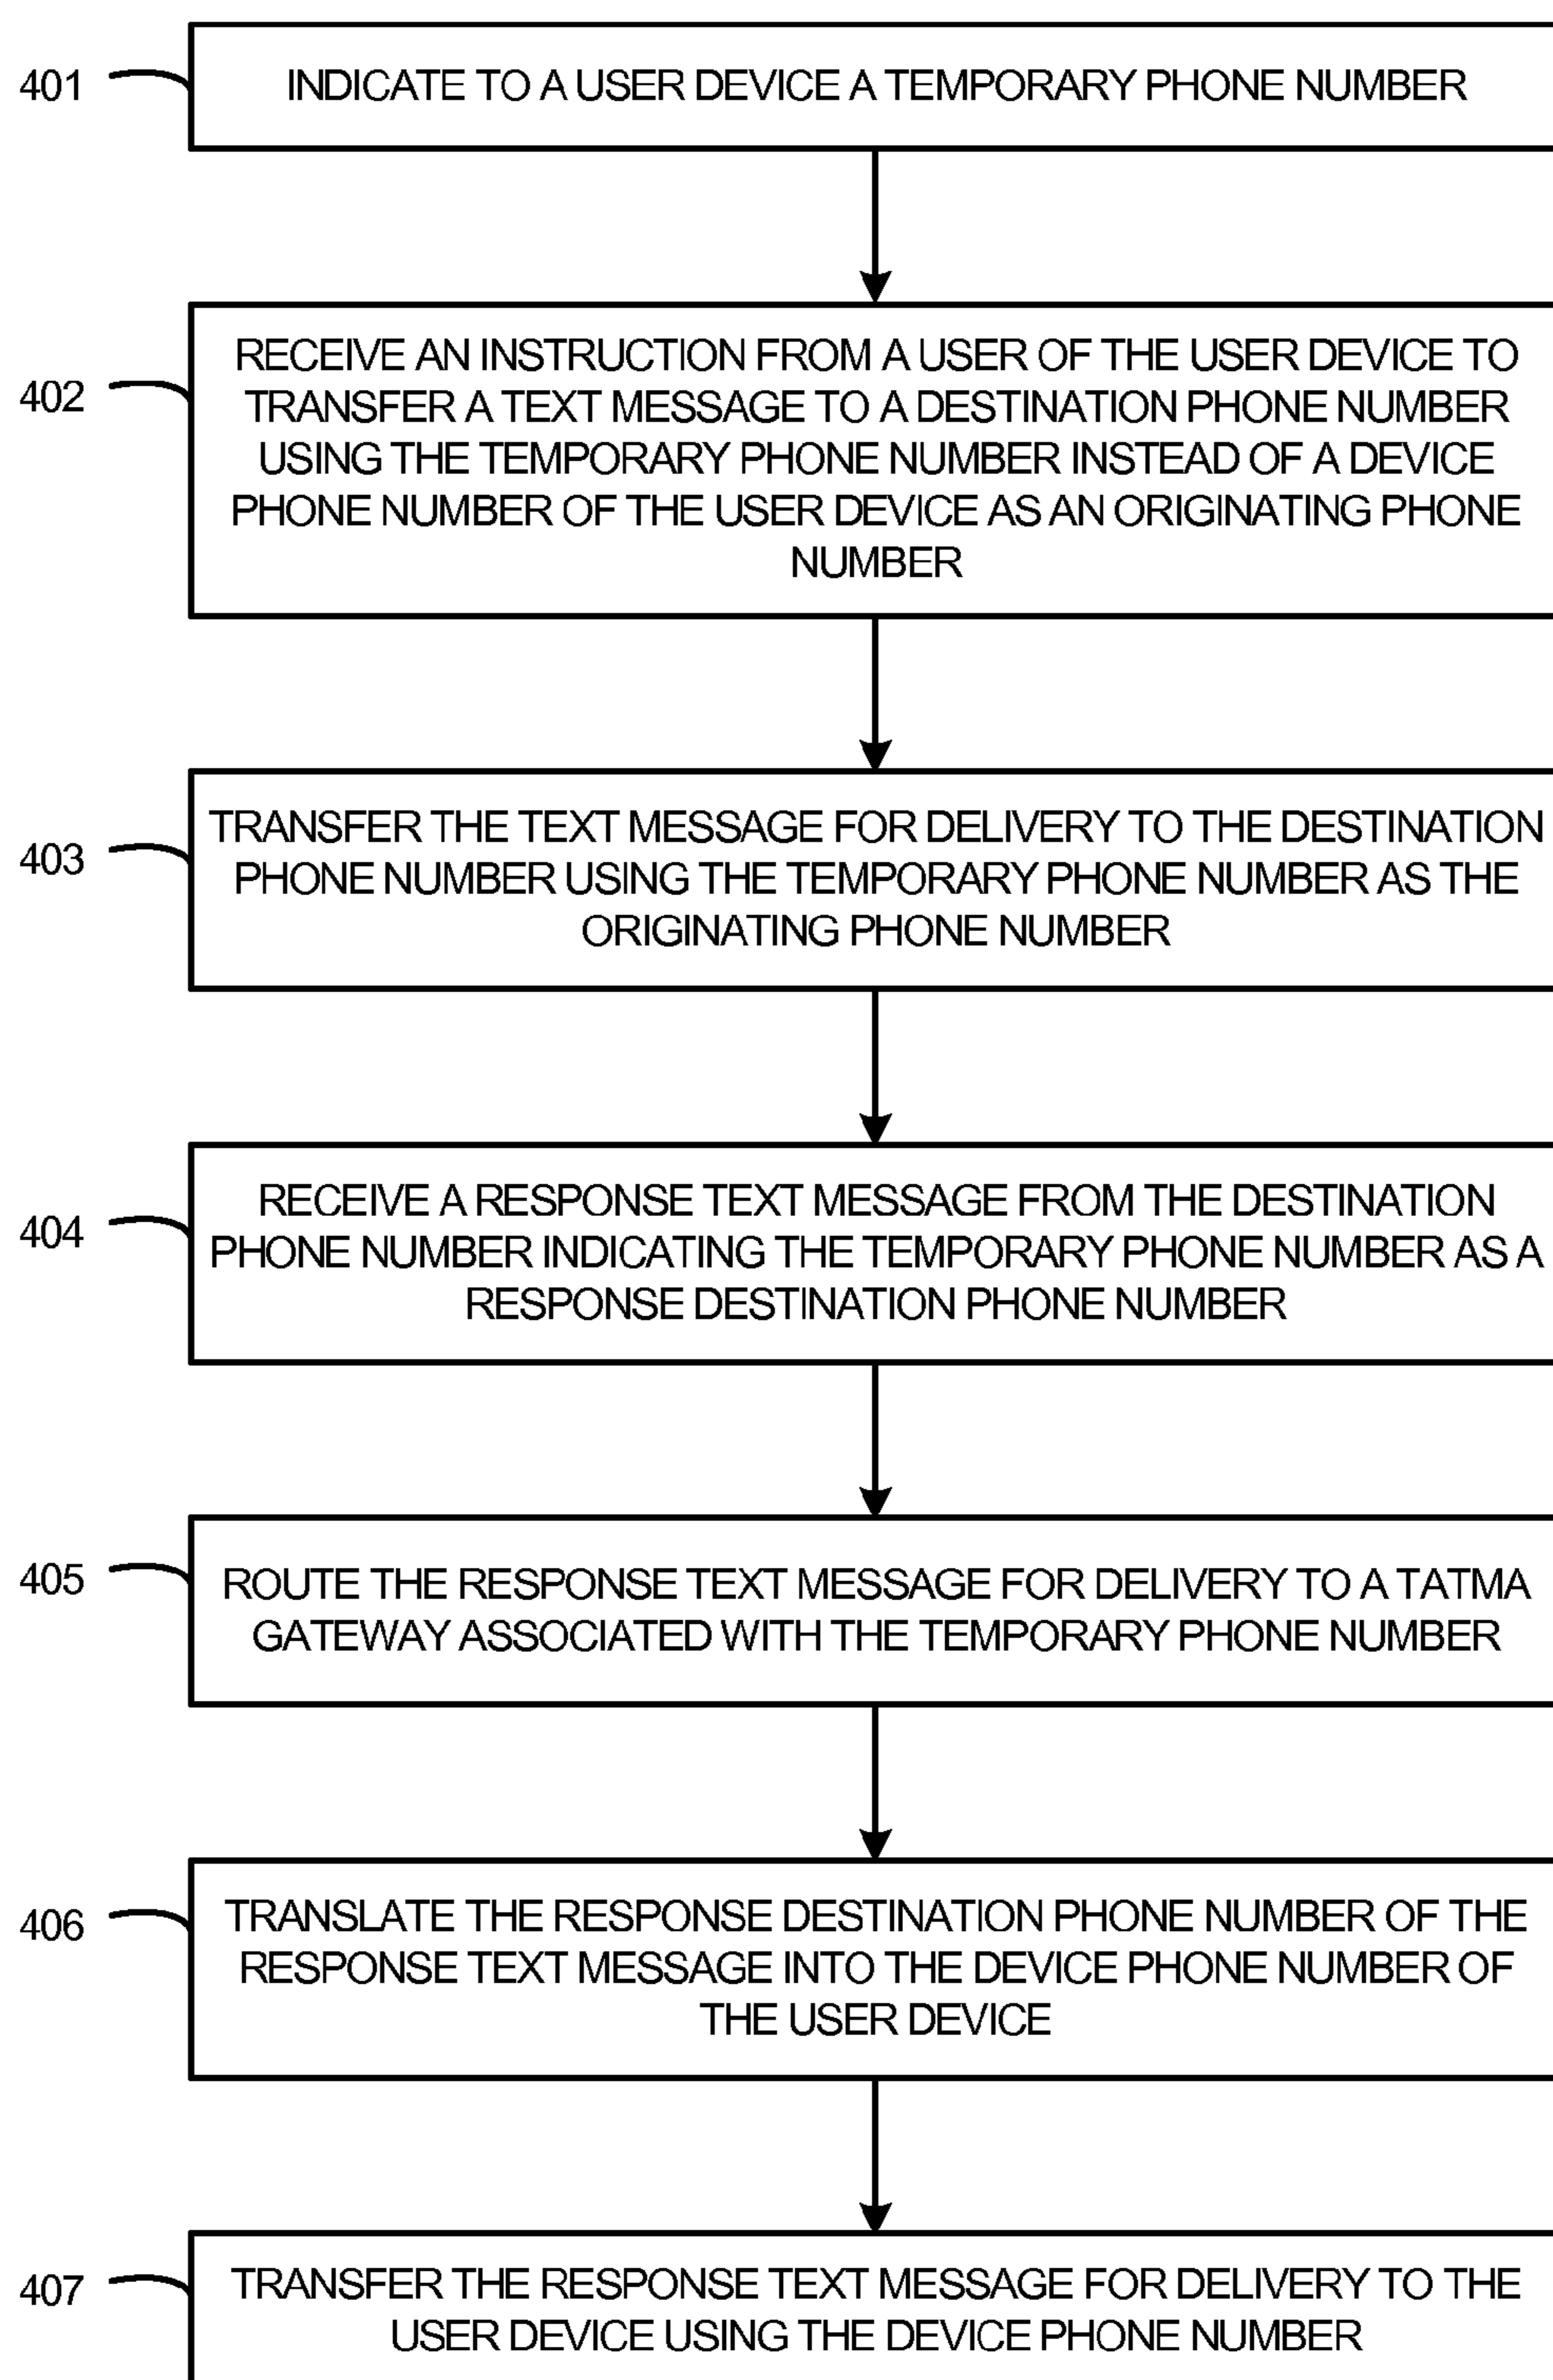 401
INDICATE TO A USER DEVICE A TEMPORARY PHONE NUMBER
402
RECEIVE AN INSTRUCTION FROM A USER OF THE USER DEVICE TO
TRANSFER A TEXT MESSAGE TO A DESTINATION PHONE NUMBER
USING THE TEMPORARY PHONE NUMBER INSTEAD OF A DEVICE
PHONE NUMBER OF THE USER DEVICE AS AN ORIGINATING PHONE
NUMBER
403
TRANSFER THE TEXT MESSAGE FOR DELIVERY TO THE DESTINATION
PHONE NUMBER USING THE TEMPORARY PHONE NUMBER AS THE
ORIGINATING PHONE NUMBER
404
RECEIVE A RESPONSE TEXT MESSAGE FROM THE DESTINATION
PHONE NUMBER INDICATING THE TEMPORARY PHONE NUMBER AS A
RESPONSE DESTINATION PHONE NUMBER
405
ROUTE THE RESPONSE TEXT MESSAGE FOR DELIVERY TO A TATMA
GATEWAY ASSOCIATED WITH THE TEMPORARY PHONE NUMBER
406
TRANSLATE THE RESPONSE DESTINATION PHONE NUMBER OF THE
RESPONSE TEXT MESSAGE INTO THE DEVICE PHONE NUMBER OF
THE USER DEVICE
407
TRANSFER THE RESPONSE TEXT MESSAGE FOR DELIVERY TO THE
USER DEVICE USING THE DEVICE PHONE NUMBER